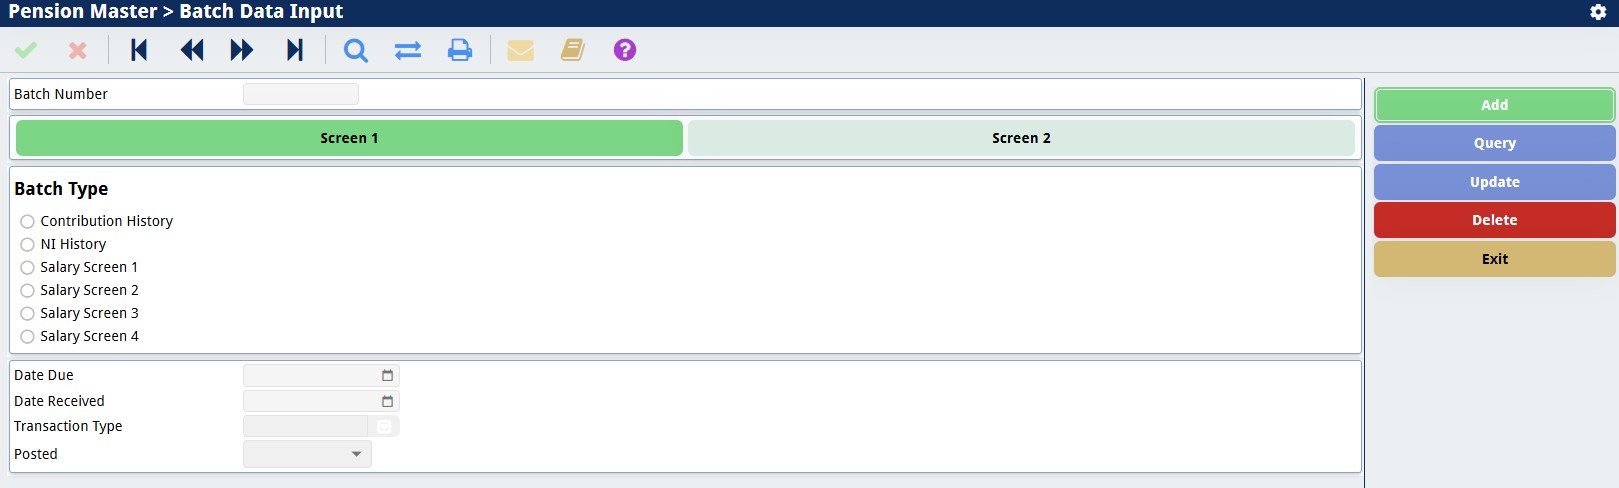 Pension Master > Batch Data Input
?
Batch Number
Screen 1 Screen 2
Batch Type
Contribution History
NI History
Salary Screen 1
Salary Screen 2
Salary Screen 3
Salary Screen 4
Date Due
Date Received
Transaction Type
Posted
Add
Query
Update
Delete
Exit